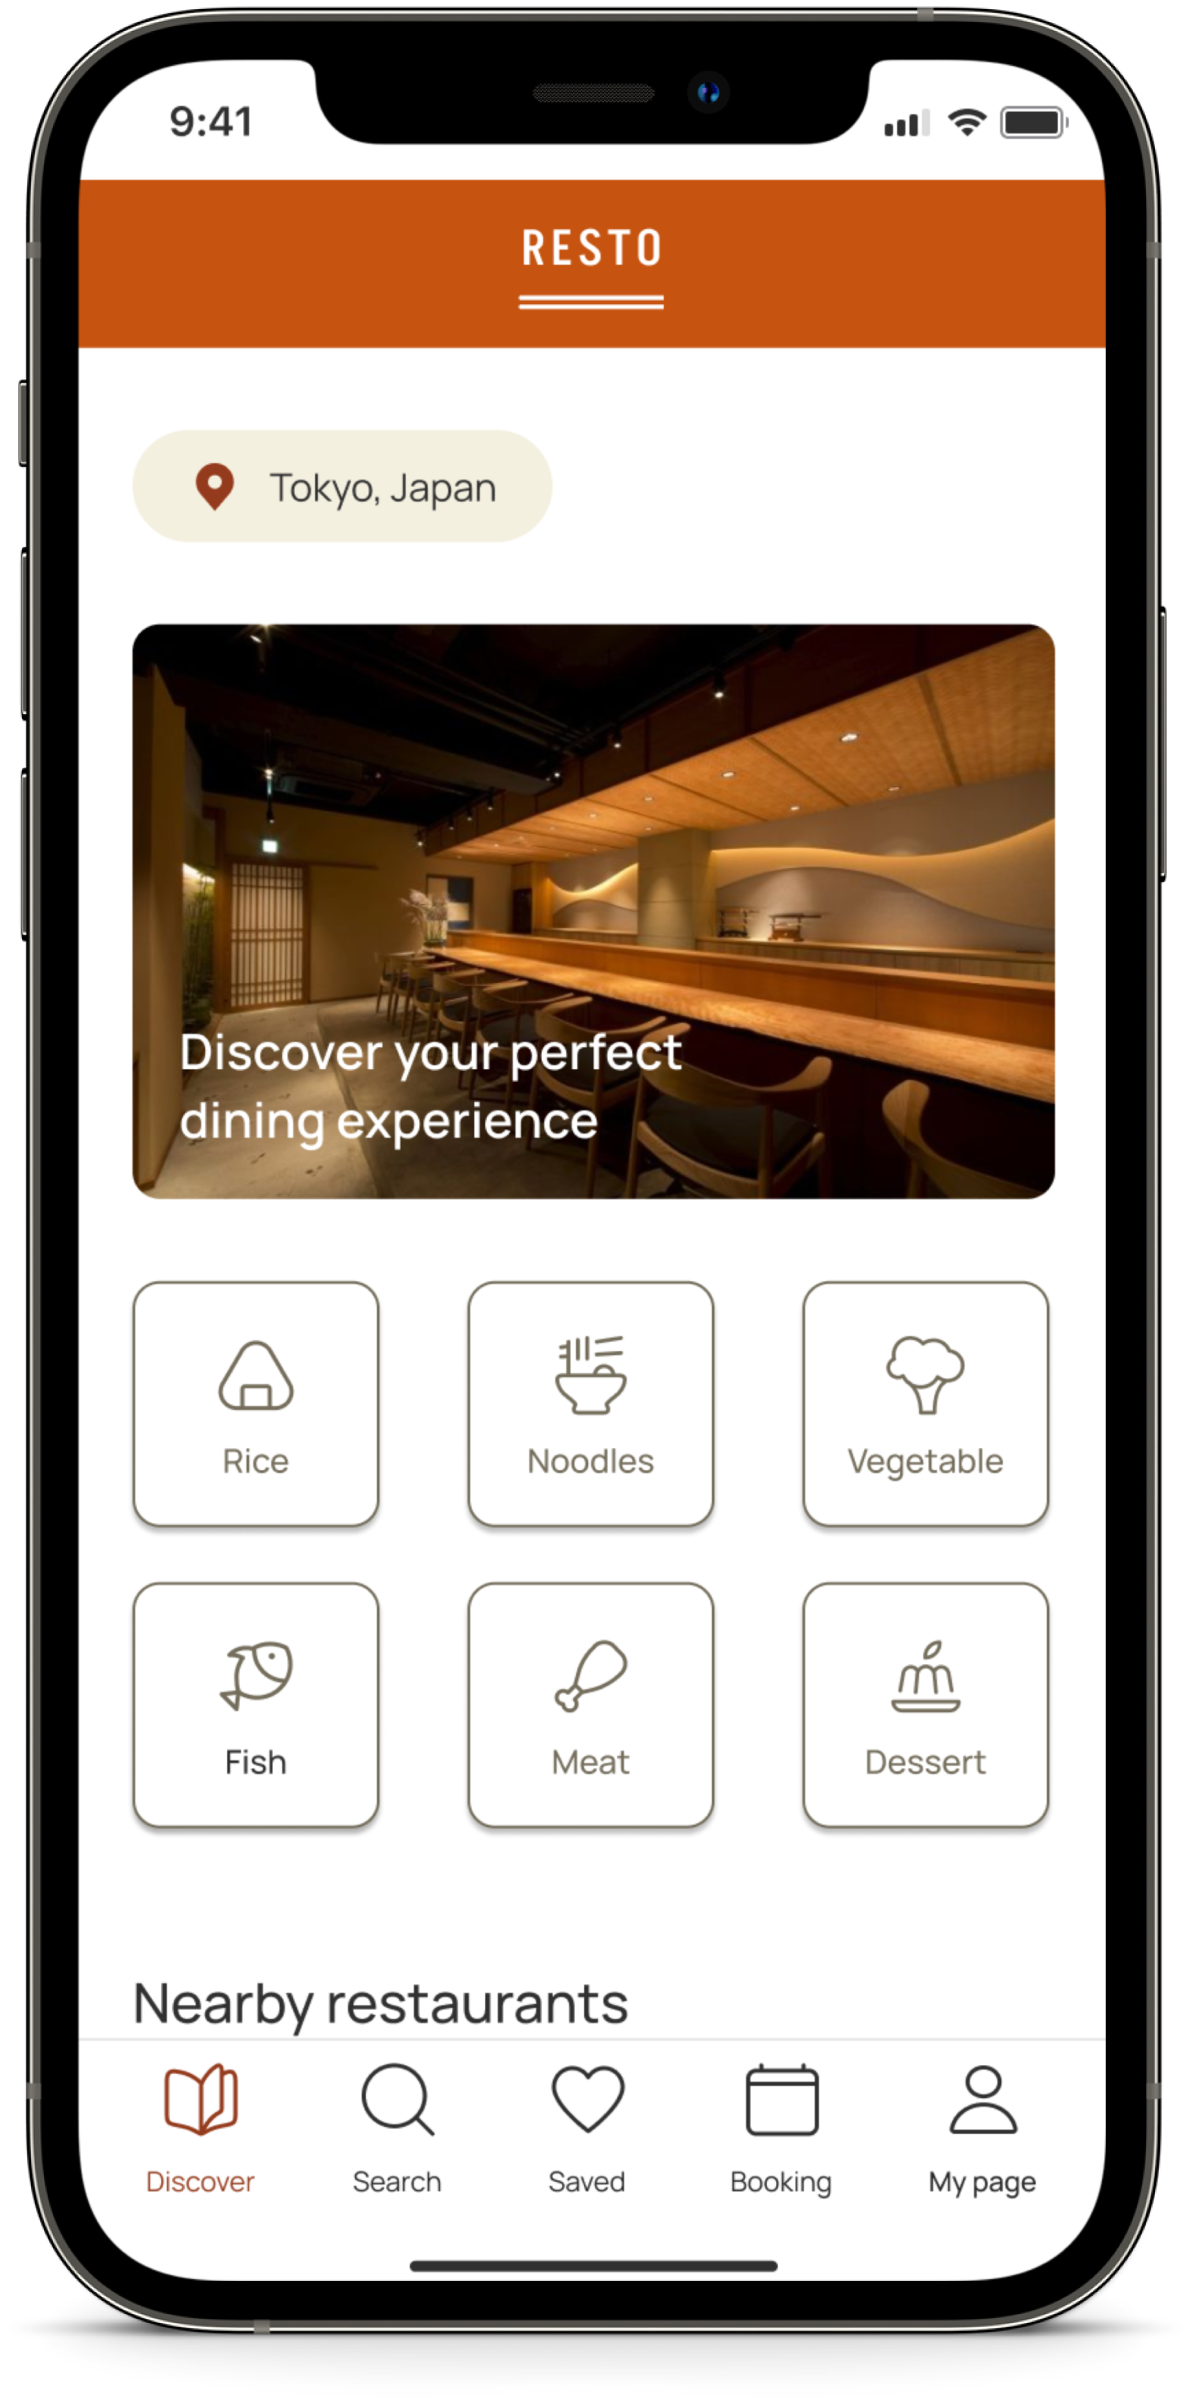 9:41
RESTO
Tokyo, Japan
Discover your perfect
dining experience
Rice
Noodles
Vegetable
Fish
Meat
Dessert
Nearby restaurants
Discover
Search
Saved
Booking
My page